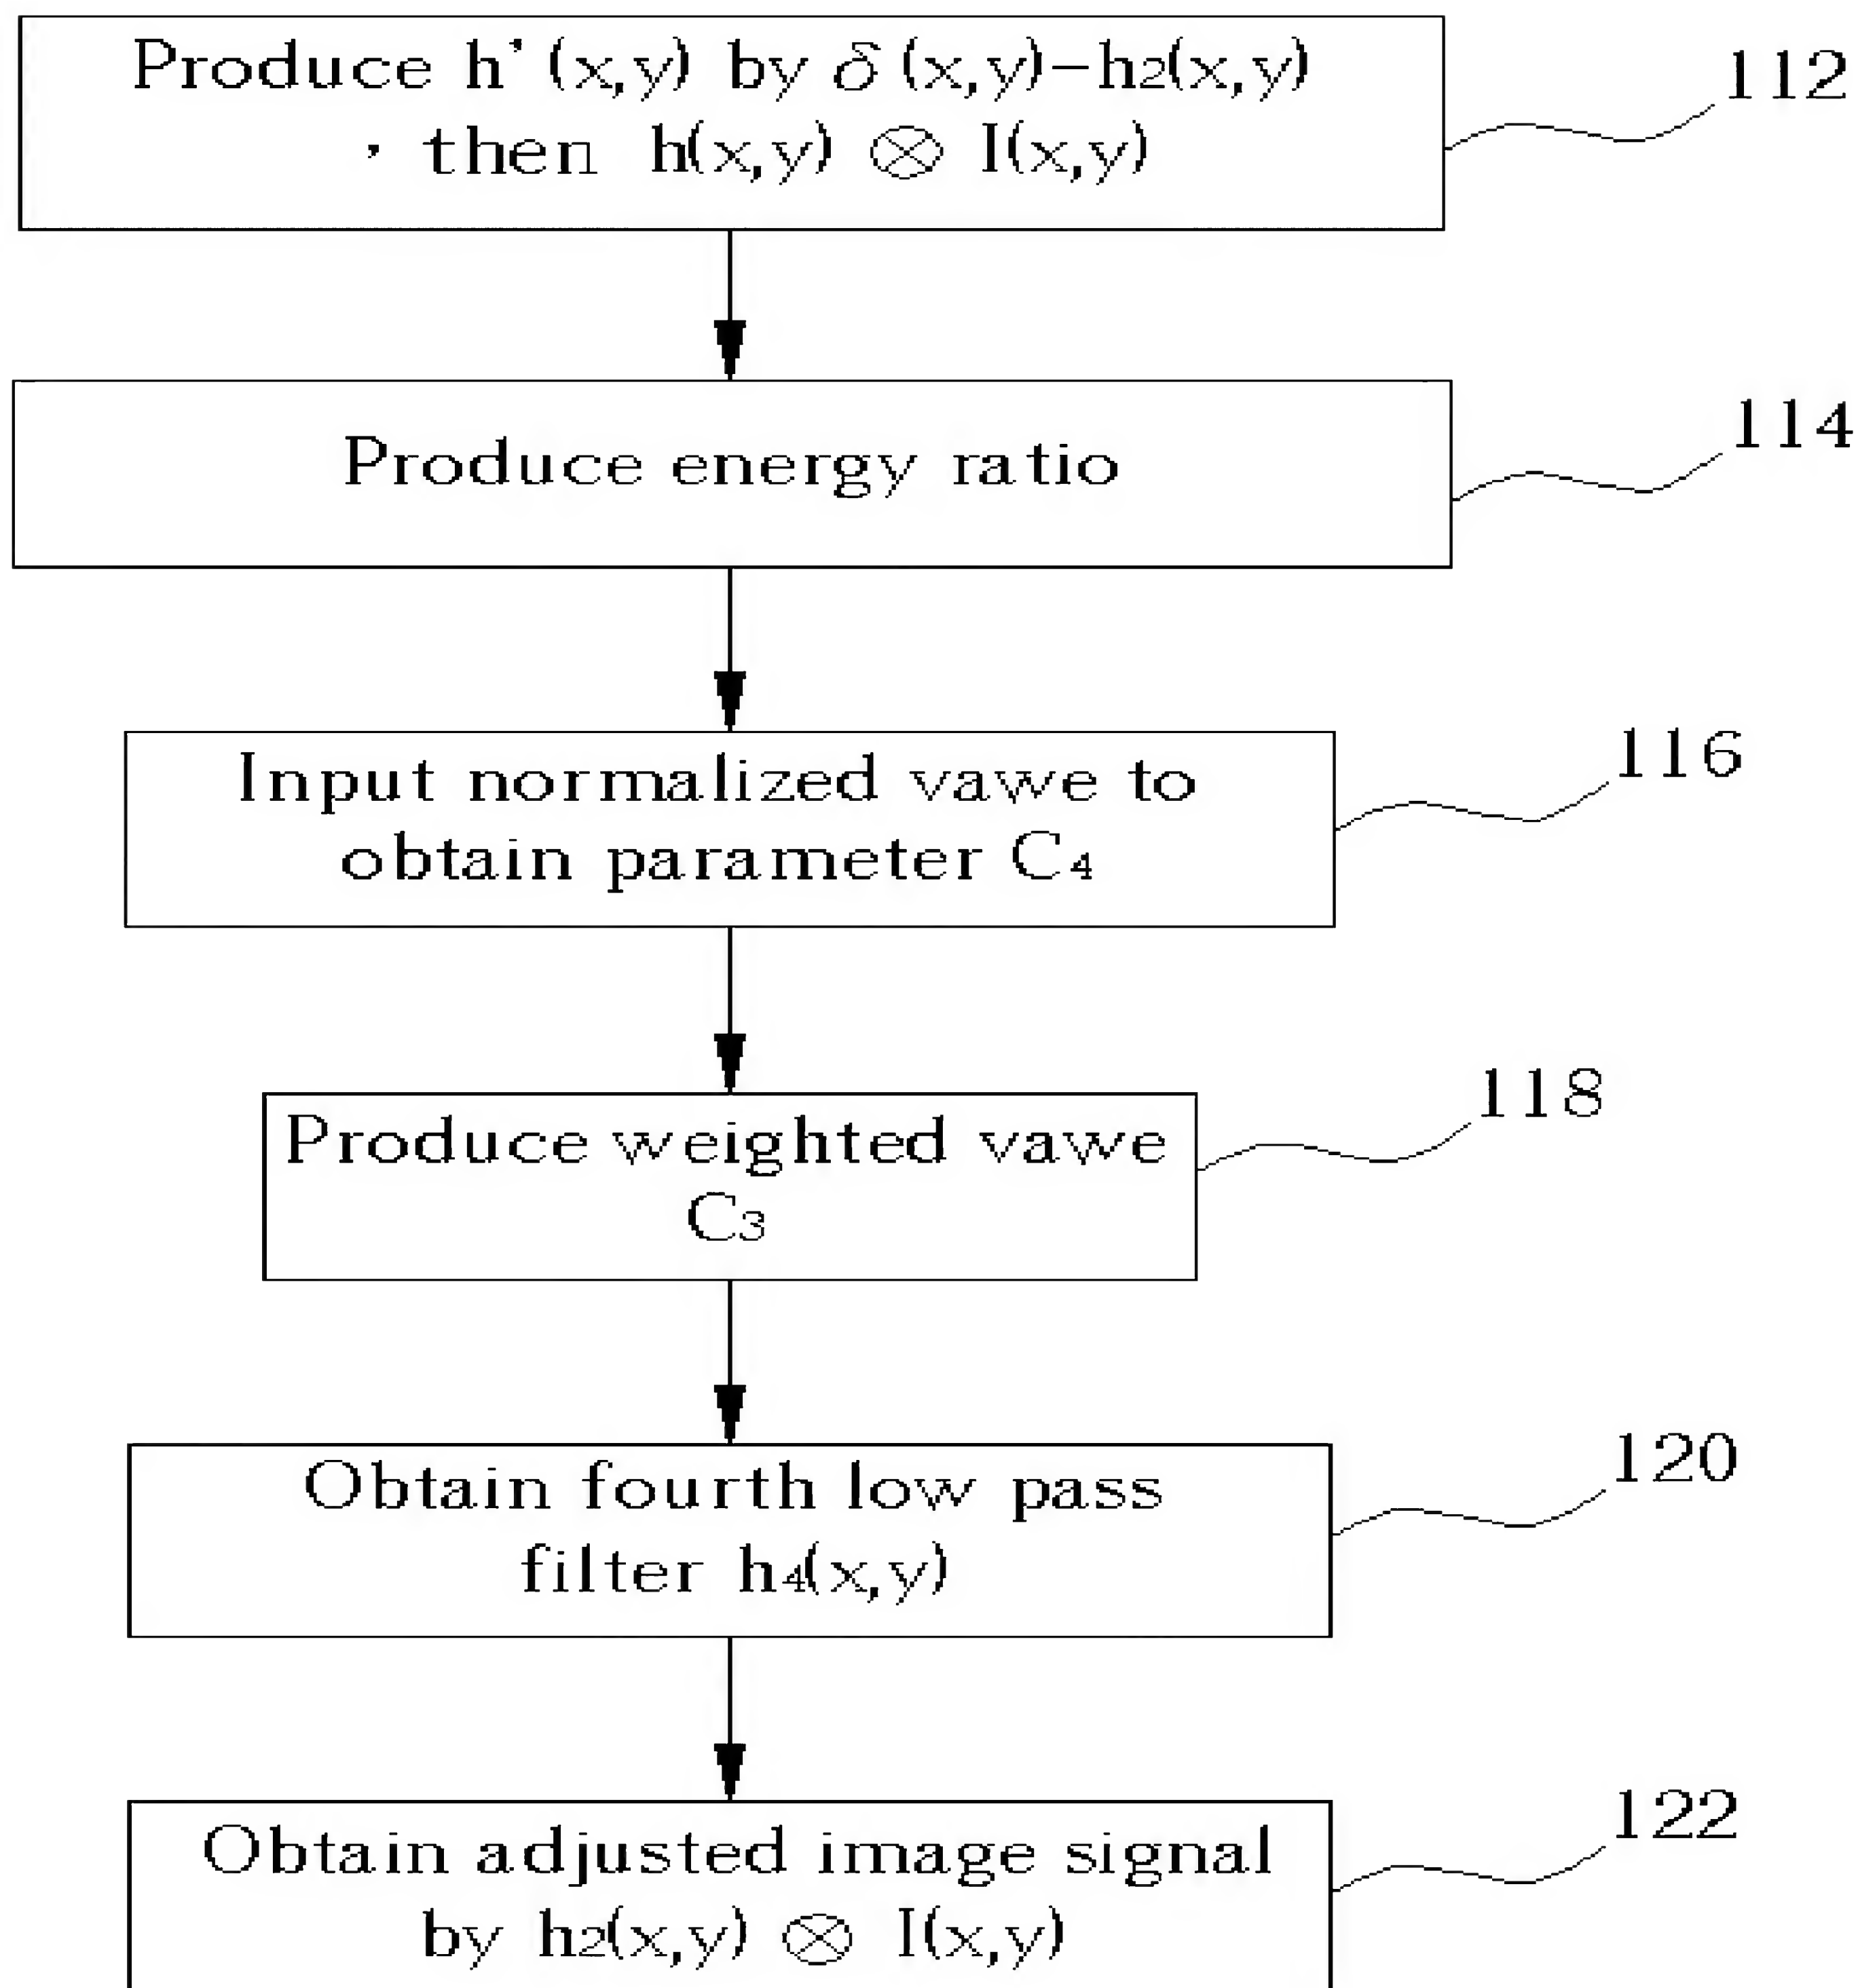 Produce h'(x,y) by δ(x,y)-h2(x,y)
, then h(x,y) ⊗ I(x,y)
112
Produce energy ratio
114
Input normalized vawe to
obtain parameter C4
116
Produce weighted vawe
C3
118
Obtain fourth low pass
filter h4(x,y)
120
Obtain adjusted image signal
by h2(x,y) ⊗ I(x,y)
122